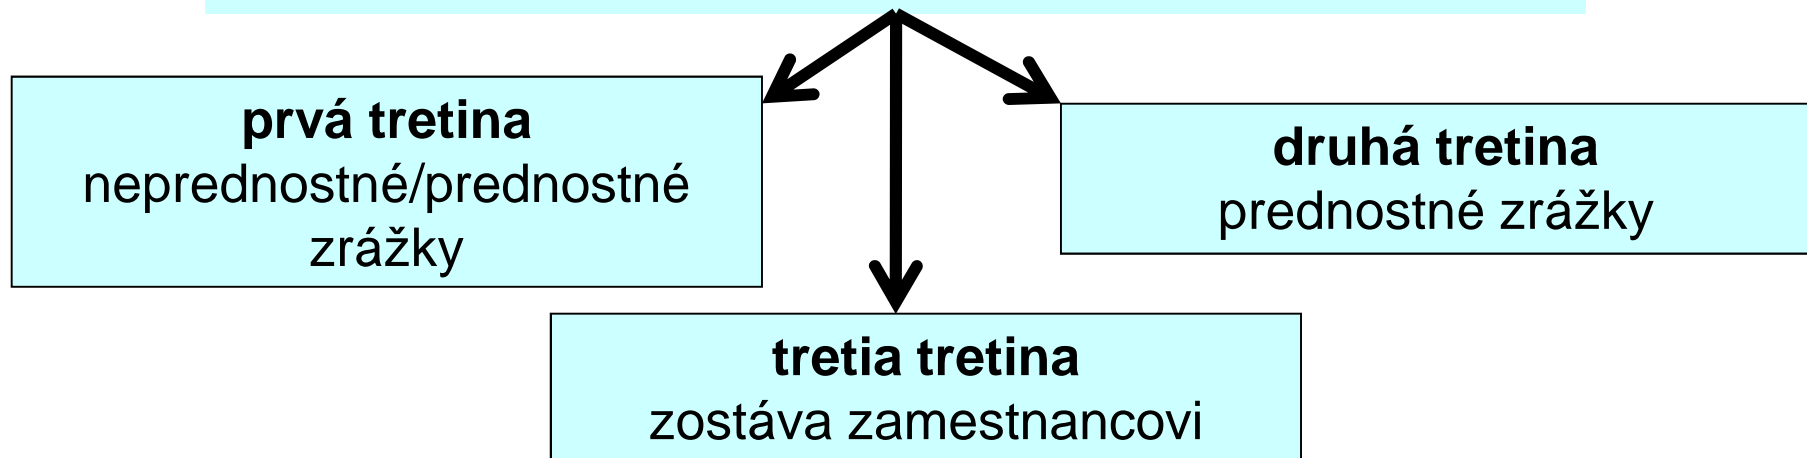 prvá tretina
neprednostné/prednostné
zrážky
druhá tretina
prednostné zrážky
tretia tretina
zostáva zamestnancovi